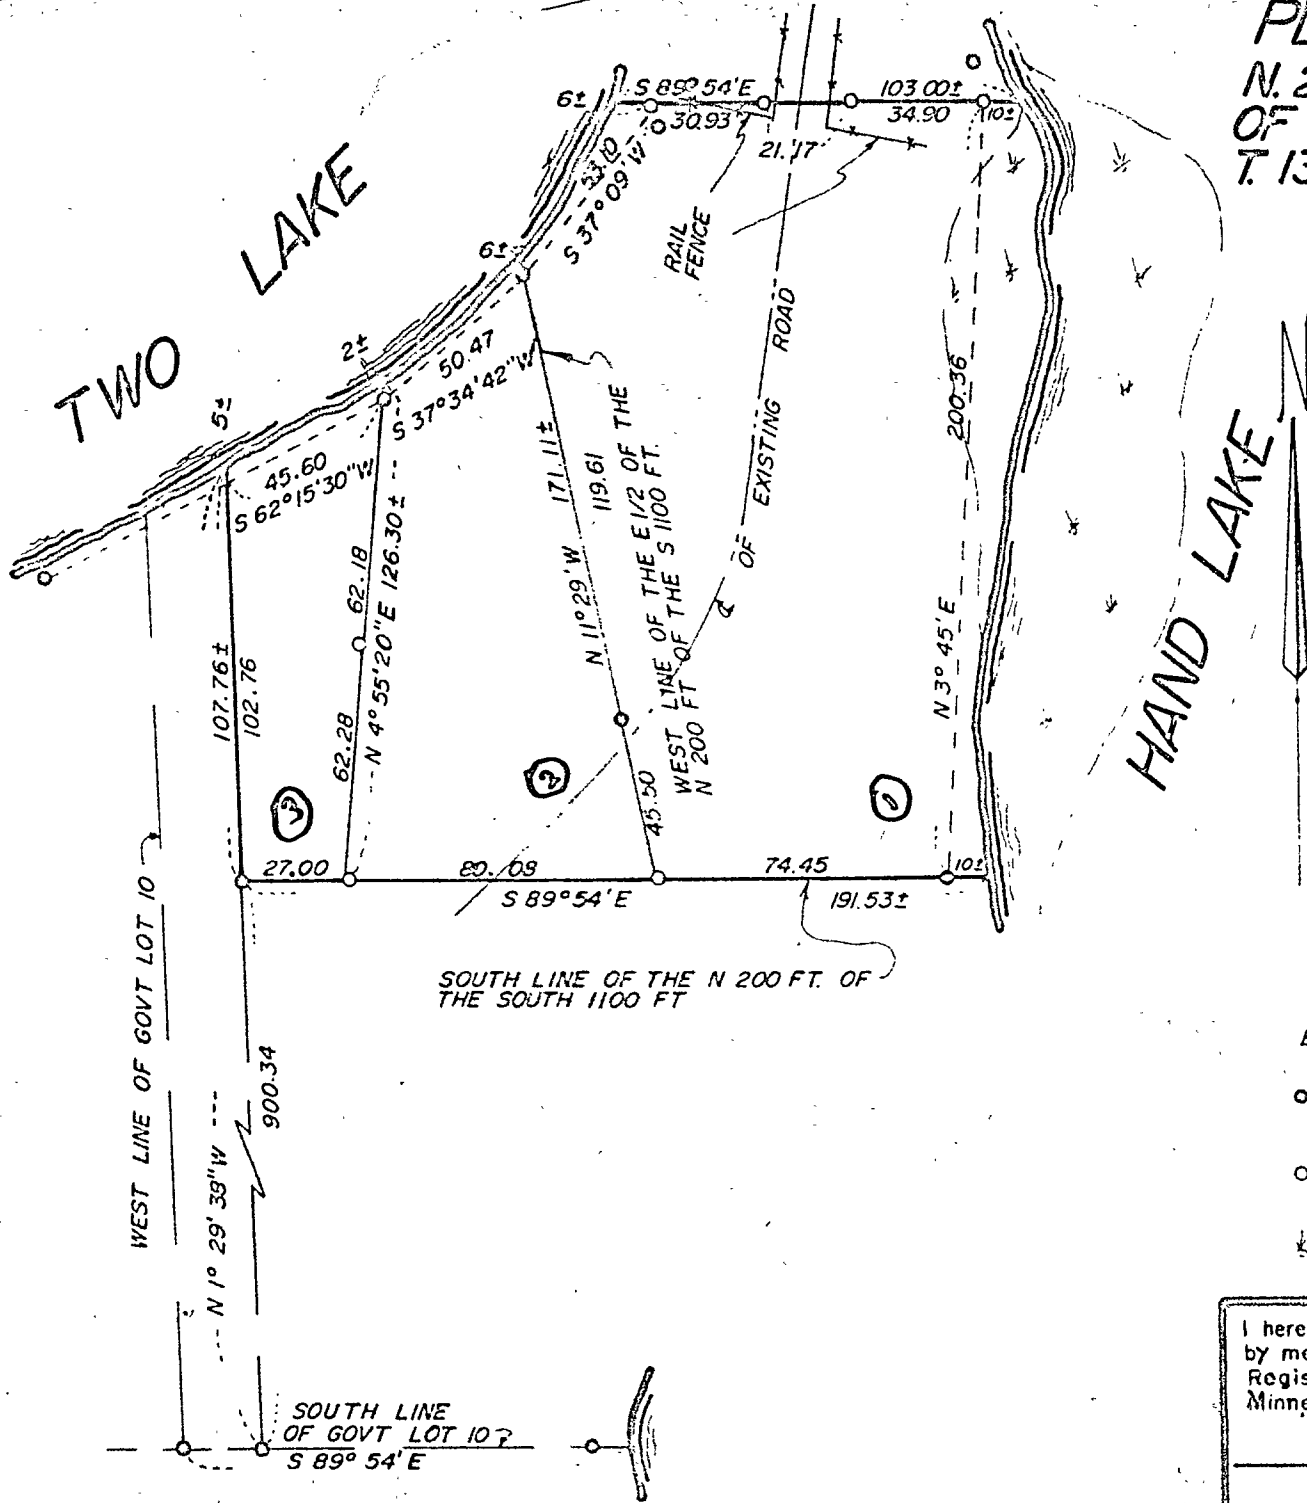 PL
N. 2
OF
T. 13
S 89° 54' E
6±
30.93
103.00±
34.90
10±
21.17
53.10
S 37° 09' W
TWO LAKE
RAIL
FENCE
6±
2±
50.47
S 37° 34' 42" W
5±
45.60
S 62° 15' 30" W
171.11±
119.61
N 11° 29' W
WEST LINE OF THE E 1/2 OF THE
N 200 FT OF THE S 1100 FT.
45.50
℄ OF EXISTING ROAD
200.36
N 3° 45' E
HAND LAKE
N
107.76±
102.76
62.18
62.28
N 4° 55' 20" E 126.30±
3
2
1
27.00
S 89° 54' E
74.45
191.53±
10±
SOUTH LINE OF THE N 200 FT. OF
THE SOUTH 1100 FT
WEST LINE OF GOVT LOT 10
900.34
N 1° 29' 38" W
SOUTH LINE
OF GOVT LOT 10
S 89° 54' E
I here
by me
Regis
Minne